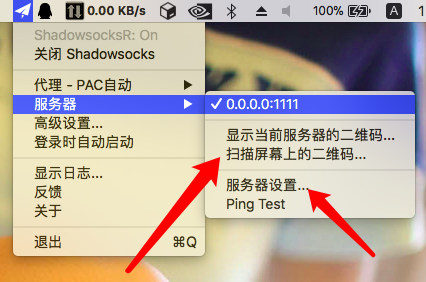 0.00 KB/s
100%
A
1
ShadowsocksR: On
关闭 Shadowsocks
代理 - PAC自动
服务器
高级设置...
登录时自动启动
显示日志...
反馈
关于
退出 ⌘Q
✓ 0.0.0.0:1111
显示当前服务器的二维码...
扫描屏幕上的二维码...
服务器设置...
Ping Test